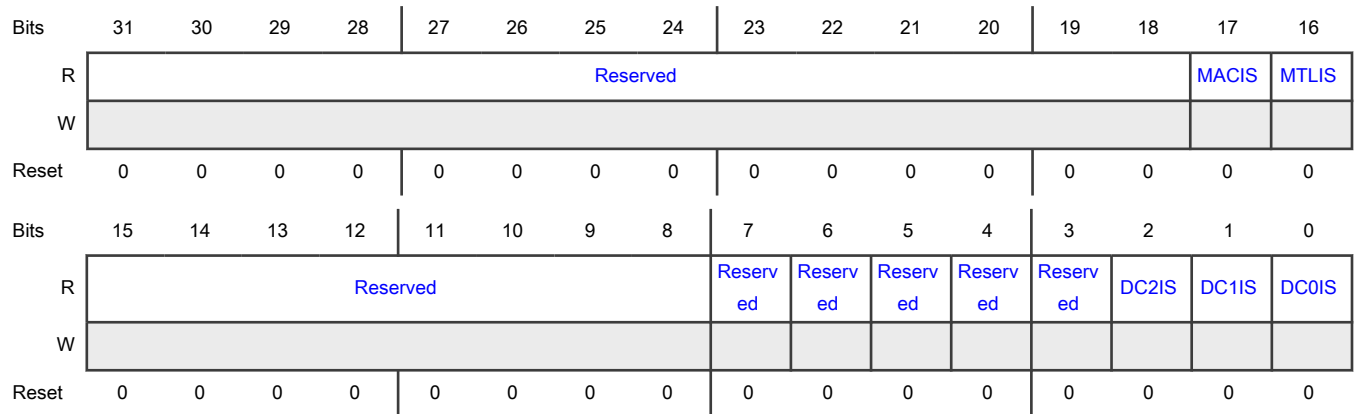 Bits 31 30 29 28 27 26 25 24 23 22 21 20 19 18 17 16
R Reserved MACIS MTLIS
W
Reset 0 0 0 0 0 0 0 0 0 0 0 0 0 0 0 0
Bits 15 14 13 12 11 10 9 8 7 6 5 4 3 2 1 0
R Reserved Reserv ed Reserv ed Reserv ed Reserv ed Reserv ed DC2IS DC1IS DC0IS
W
Reset 0 0 0 0 0 0 0 0 0 0 0 0 0 0 0 0